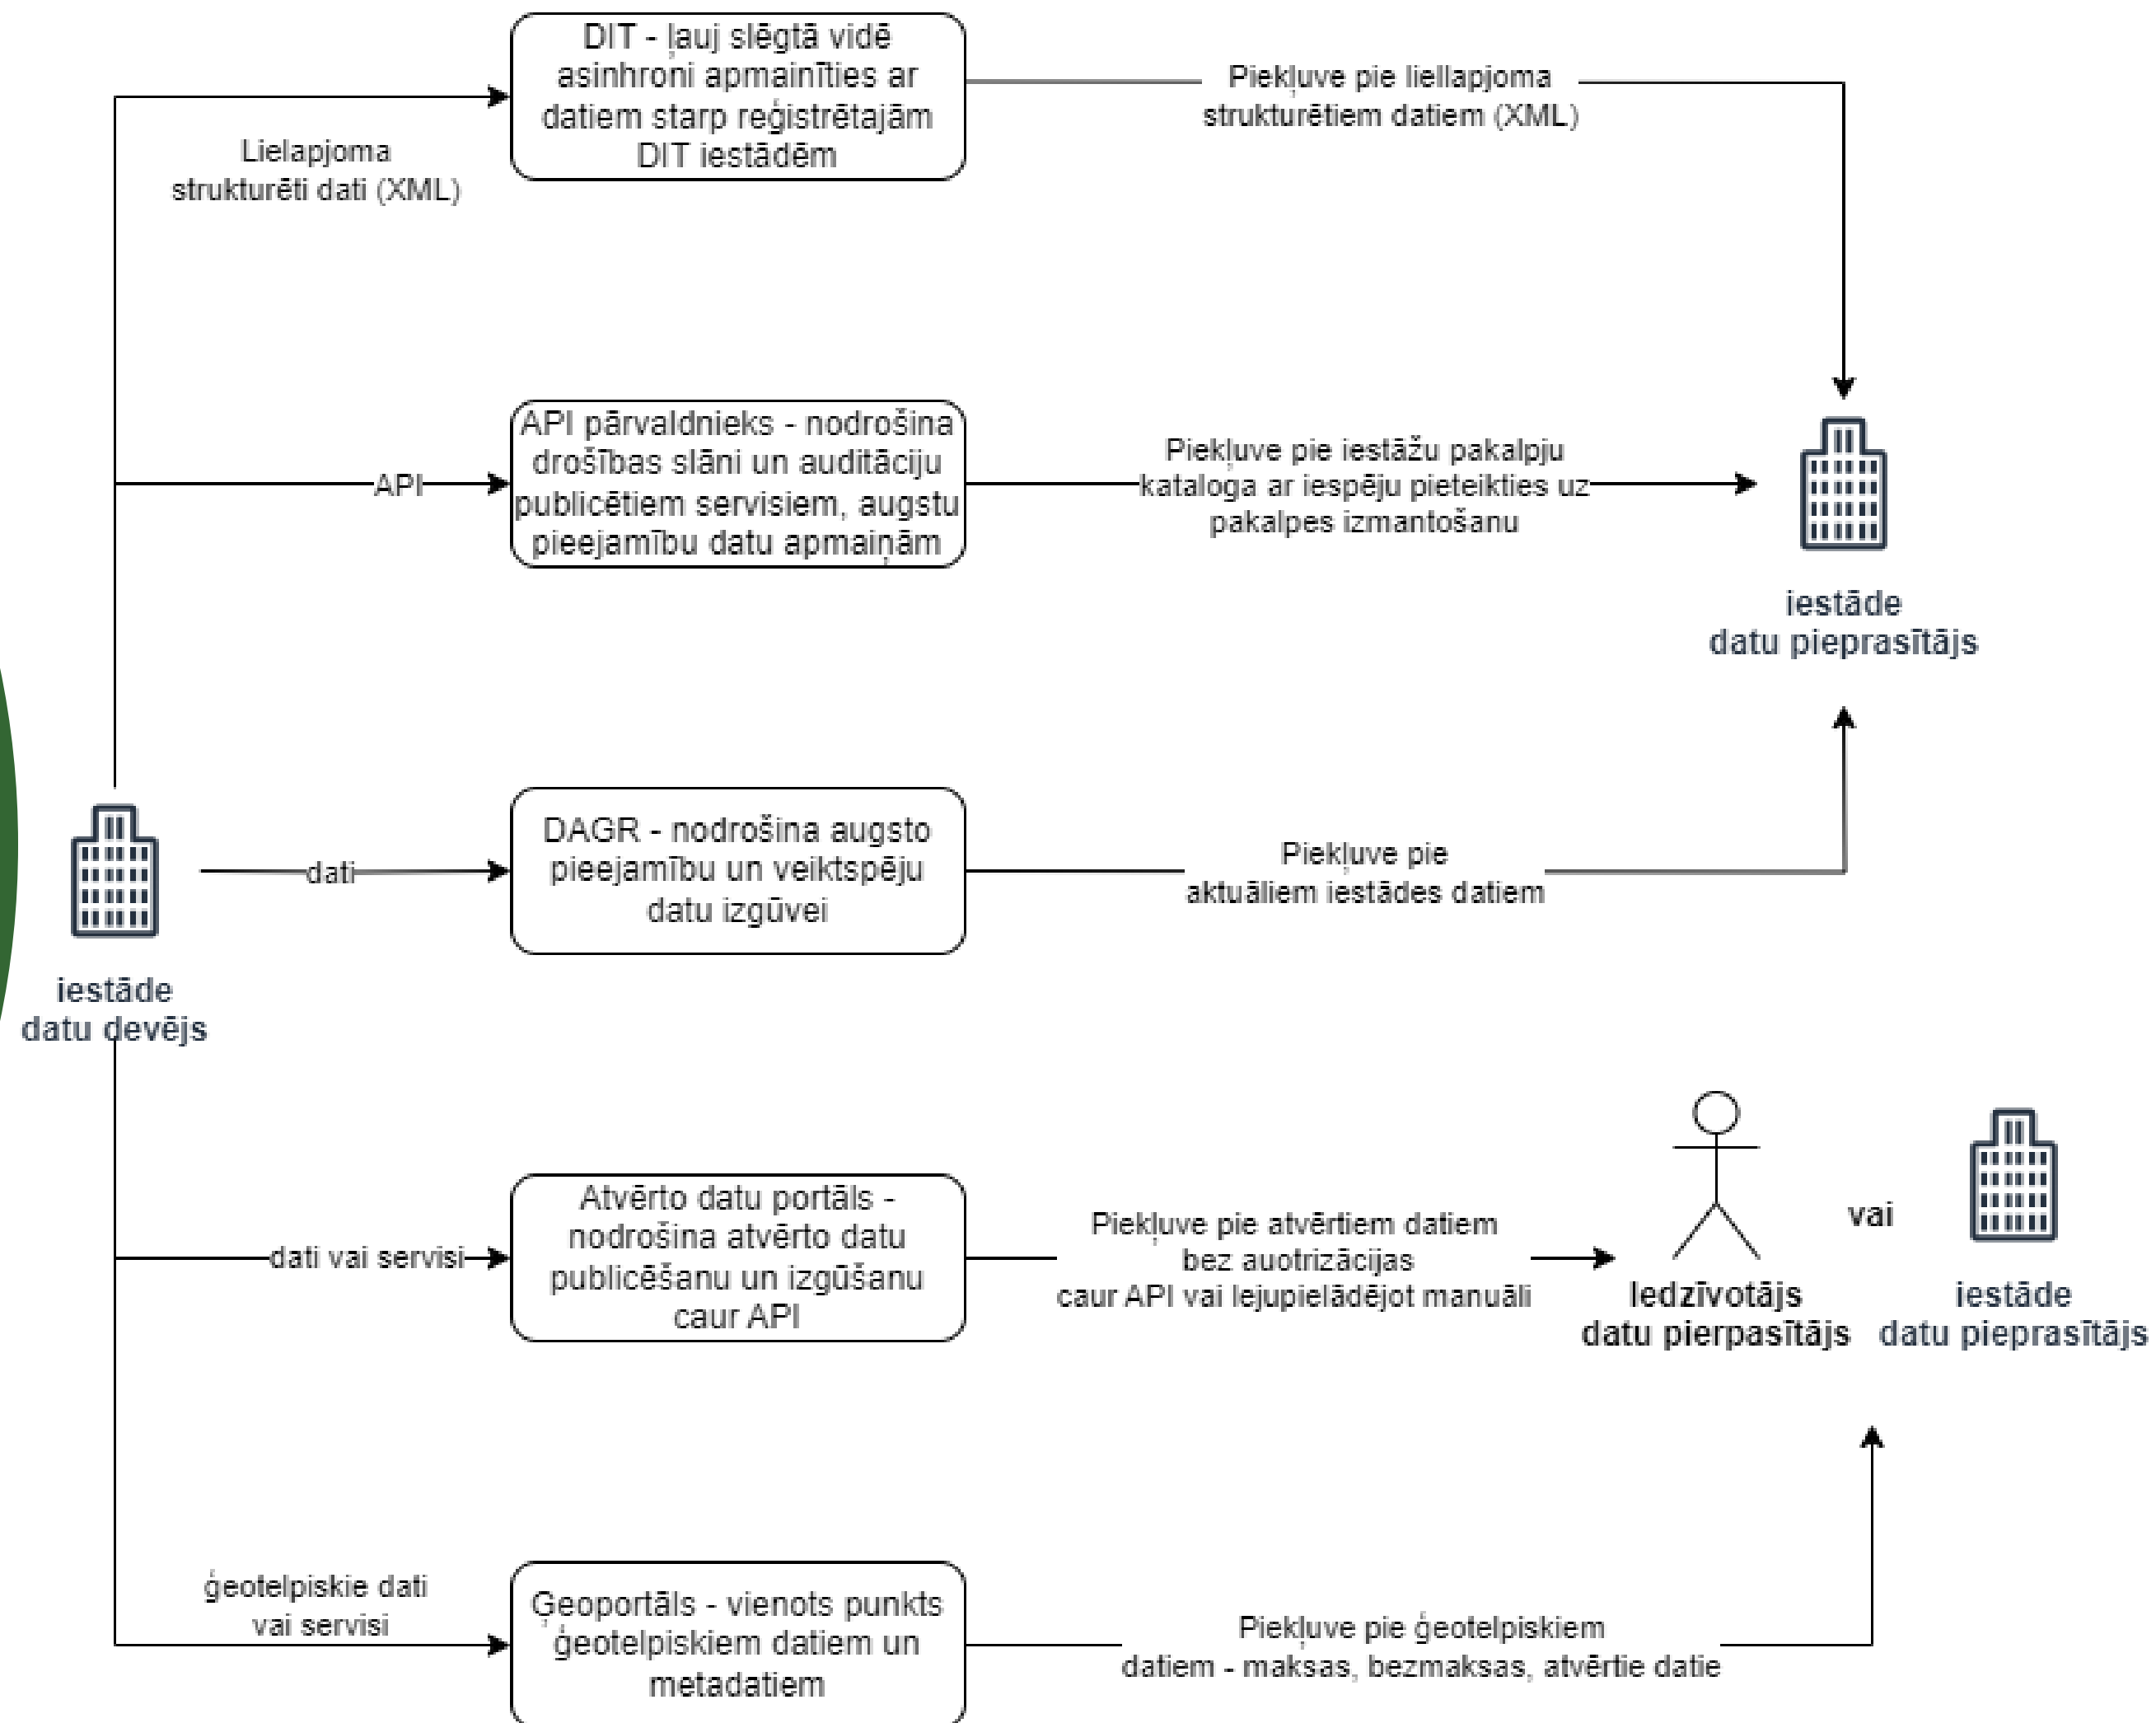 DIT - ļauj slēgtā vidē
asinhroni apmainīties ar
datiem starp reģistrētajām
DIT iestādēm
Lielapjoma
strukturēti dati (XML)
Piekļuve pie liellapjoma
strukturētiem datiem (XML)
API
API pārvaldnieks - nodrošina
drošības slāni un auditāciju
publicētiem servisiem, augstu
pieejamību datu apmaiņām
Piekļuve pie iestāžu pakalpju
kataloga ar iespēju pieteikties uz
pakalpes izmantošanu
iestāde
datu pieprasītājs
iestāde
datu devējs
dati
DAGR - nodrošina augsto
pieejamību un veiktspēju
datu izgūvei
Piekļuve pie
aktuāliem iestādes datiem
dati vai servisi
Atvērto datu portāls -
nodrošina atvērto datu
publicēšanu un izgūšanu
caur API
Piekļuve pie atvērtiem datiem
bez auotrizācijas
caur API vai lejupielādējot manuāli
Iedzīvotājs
datu pierpasītājs
vai
iestāde
datu pieprasītājs
ģeotelpiskie dati
vai servisi
Ģeoportāls - vienots punkts
ģeotelpiskiem datiem un
metadatiem
Piekļuve pie ģeotelpiskiem
datiem - maksas, bezmaksas, atvērtie datie